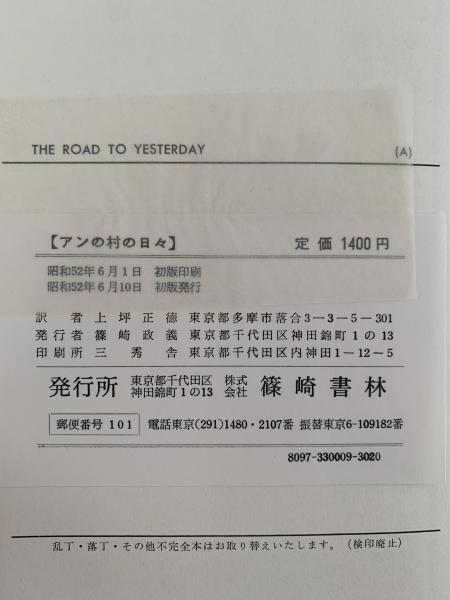 THE ROAD TO YESTERDAY (A)
【アンの村の日々】 定価 1400円
昭和52年6月1日 初版印刷
昭和52年6月10日 初版発行
訳者 上坪正徳 東京都多摩市落合3-3-5-301
発行者 篠崎政義 東京都千代田区神田錦町1の13
印刷所 三秀舎 東京都千代田区内神田1-12-5
発行所 東京都千代田区神田錦町1の13 株式会社 篠崎書林
郵便番号 101 電話東京(291)1480・2107番 振替東京6-109182番
8097-330009-3020
乱丁・落丁・その他不完全本はお取り替えいたします。(検印廃止)